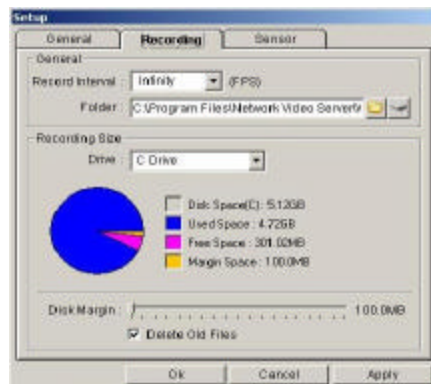 Setup
General Recording Sensor
General
Record Interval : Infinity (FPS)
Folder : C:\Program Files\Network Video Server\
Recording Size
Drive : C Drive
Disk Space(C): 5.12GB
Used Space : 4.72GB
Free Space : 301.02MB
Margin Space : 100.0MB
Disk Margin : 100.0MB
Delete Old Files
Ok Cancel Apply